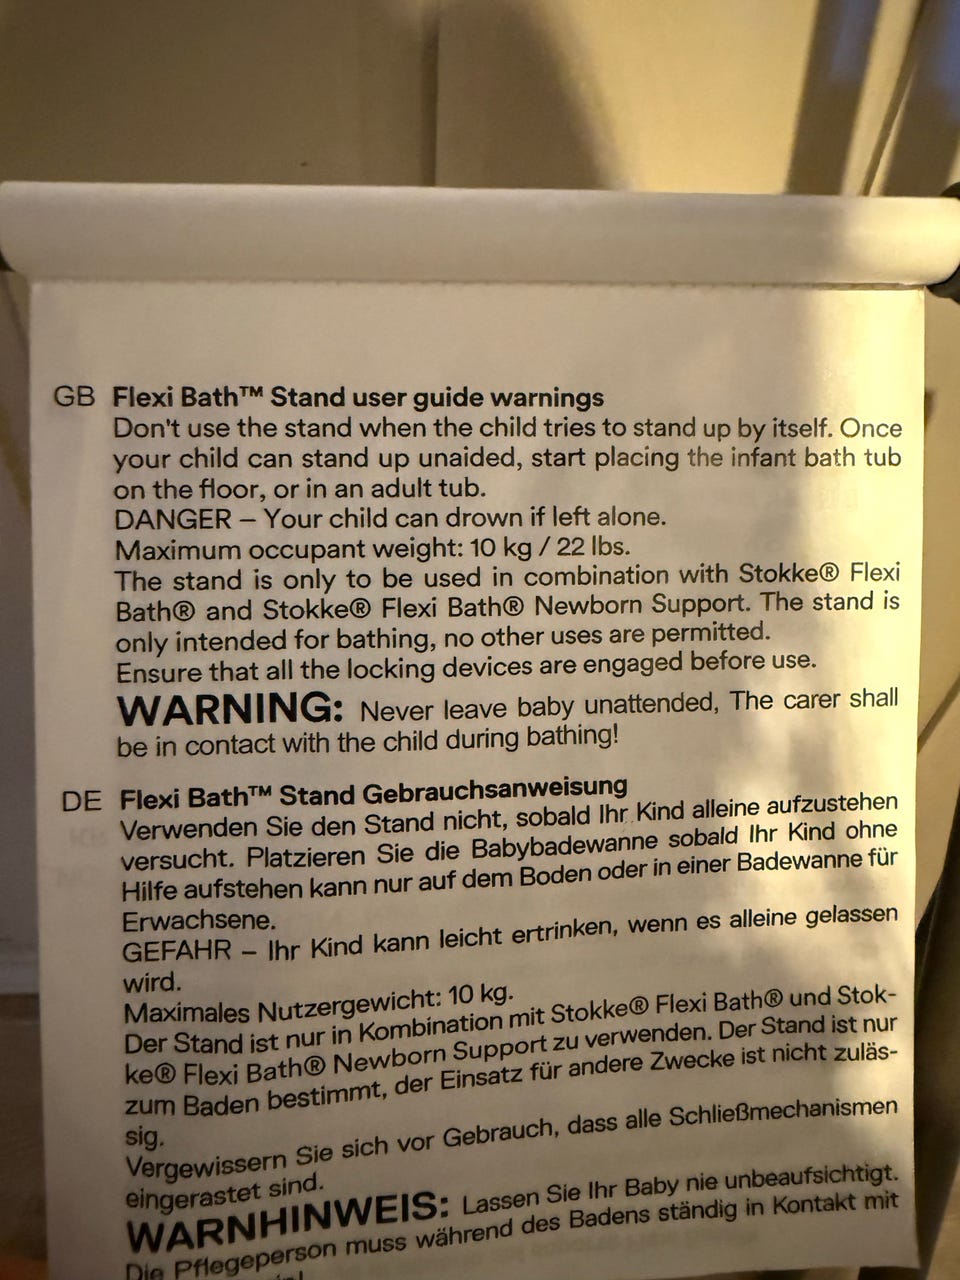 GB Flexi Bath™ Stand user guide warnings
Don't use the stand when the child tries to stand up by itself. Once
your child can stand up unaided, start placing the infant bath tub
on the floor, or in an adult tub.
DANGER – Your child can drown if left alone.
Maximum occupant weight: 10 kg / 22 lbs.
The stand is only to be used in combination with Stokke® Flexi
Bath® and Stokke® Flexi Bath® Newborn Support. The stand is
only intended for bathing, no other uses are permitted.
Ensure that all the locking devices are engaged before use.
WARNING: Never leave baby unattended, The carer shall
be in contact with the child during bathing!
DE Flexi Bath™ Stand Gebrauchsanweisung
Verwenden Sie den Stand nicht, sobald Ihr Kind alleine aufzustehen
versucht. Platzieren Sie die Babybadewanne sobald Ihr Kind ohne
Hilfe aufstehen kann nur auf dem Boden oder in einer Badewanne für
Erwachsene.
GEFAHR – Ihr Kind kann leicht ertrinken, wenn es alleine gelassen
wird.
Maximales Nutzergewicht: 10 kg.
Der Stand ist nur in Kombination mit Stokke® Flexi Bath® und Stok-
ke® Flexi Bath® Newborn Support zu verwenden. Der Stand ist nur
zum Baden bestimmt, der Einsatz für andere Zwecke ist nicht zuläs-
sig.
Vergewissern Sie sich vor Gebrauch, dass alle Schließmechanismen
eingerastet sind.
WARNHINWEIS: Lassen Sie Ihr Baby nie unbeaufsichtigt.
Die Pflegeperson muss während des Badens ständig in Kontakt mit